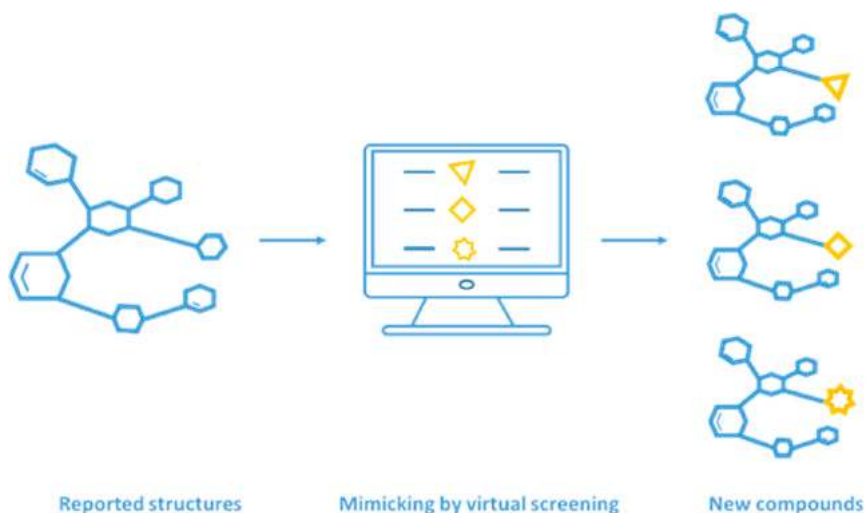 Reported structures
Mimicking by virtual screening
New compounds